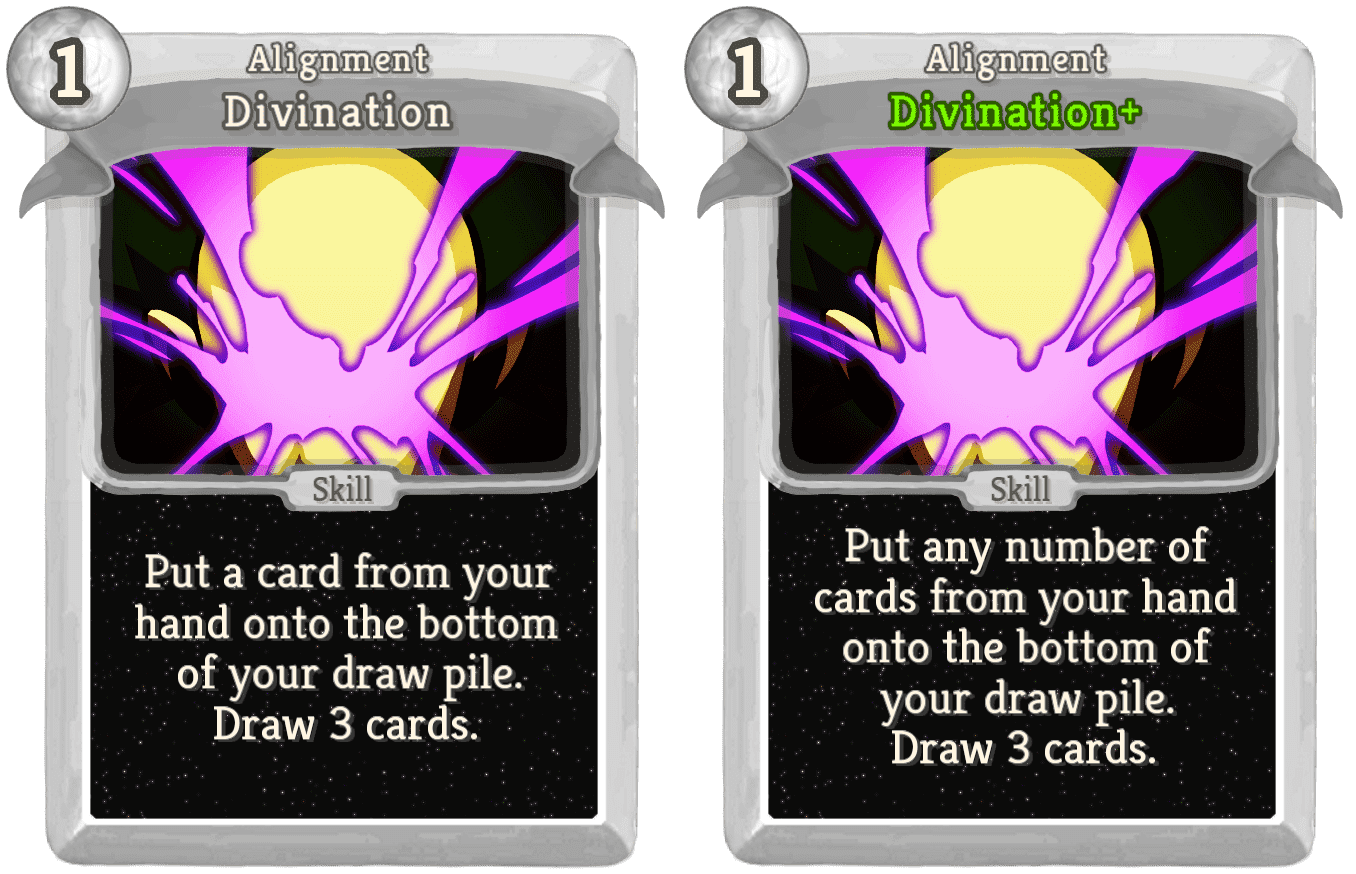 1
Alignment
Divination
Skill
Put a card from your
hand onto the bottom
of your draw pile.
Draw 3 cards.
1
Alignment
Divination+
Skill
Put any number of
cards from your hand
onto the bottom of
your draw pile.
Draw 3 cards.